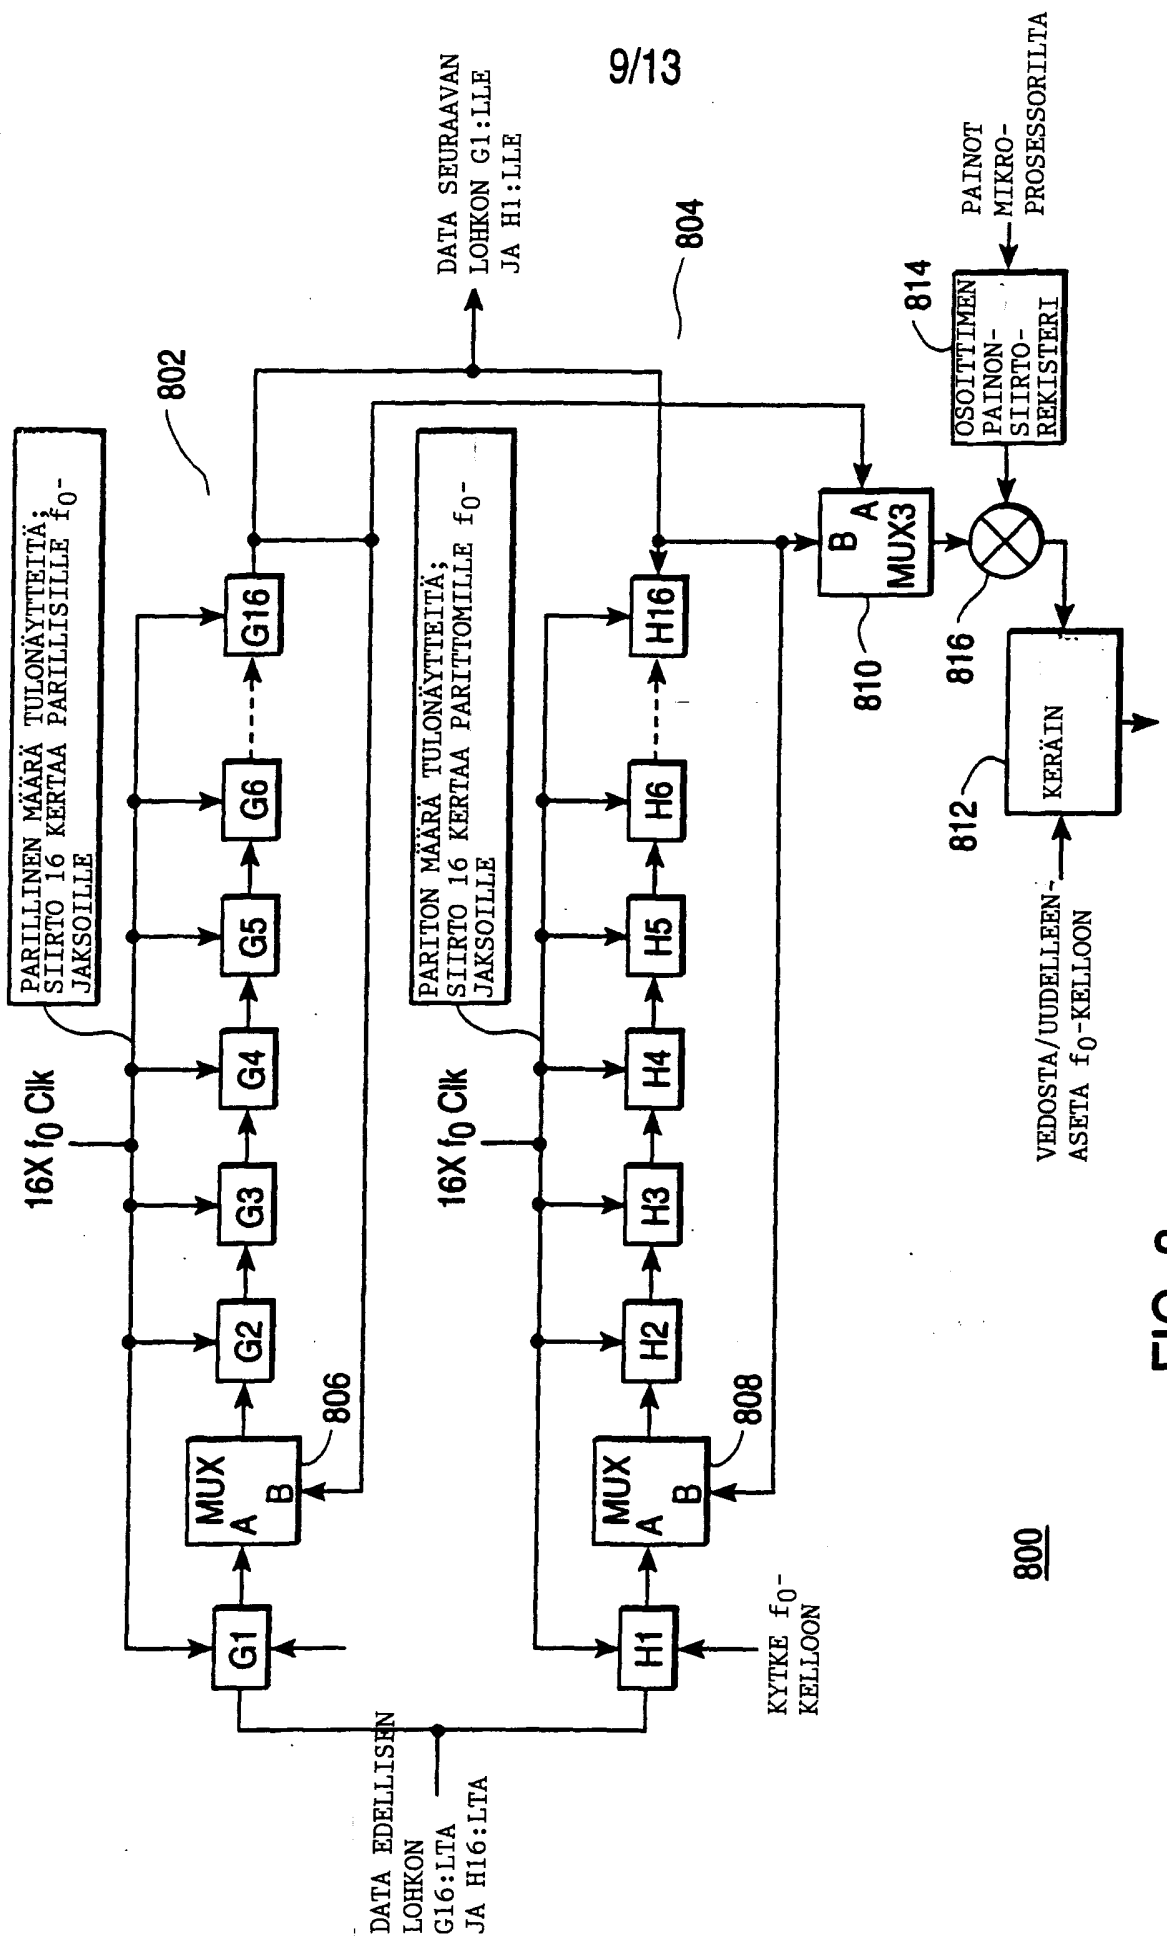 9/13
PARILLINEN MÄÄRÄ TULONÄYTTEITÄ;
SIIRTO 16 KERTAA PARILLISILLE f0-
JAKSOILLE
802
16X f0 Clk
G1
MUX
A
B
806
G2
G3
G4
G5
G6
G16
DATA SEURAAVAN
LOHKON G1:LLE
JA H1:LLE
804
DATA EDELLISEN
LOHKON
G16:LTA
JA H16:LTA
PARITON MÄÄRÄ TULONÄYTTEITÄ;
SIIRTO 16 KERTAA PARITTOMILLE f0-
JAKSOILLE
16X f0 Clk
H1
MUX
A
B
808
H2
H3
H4
H5
H6
H16
KYTKE f0-
KELLOON
B
A
MUX3
810
816
OSOITTIMEN
PAINON-
SIIRTO-
REKISTERI
814
PAINOT
MIKRO-
PROSESSORILTA
812
KERÄIN
VEDOSTA/UUDELLEEN-
ASETA f0-KELLOON
800